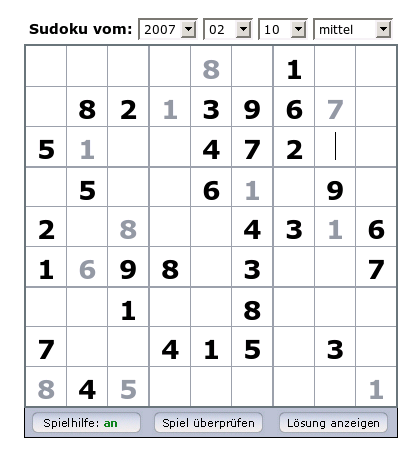 Sudoku vom: 2007 02 10 mittel
8 1
8 2 1 3 9 6 7
5 1 4 7 2
5 6 1 9
2 8 4 3 1 6
1 6 9 8 3 7
1 8
7 4 1 5 3
8 4 5 1
Spielhilfe: an Spiel überprüfen Lösung anzeigen